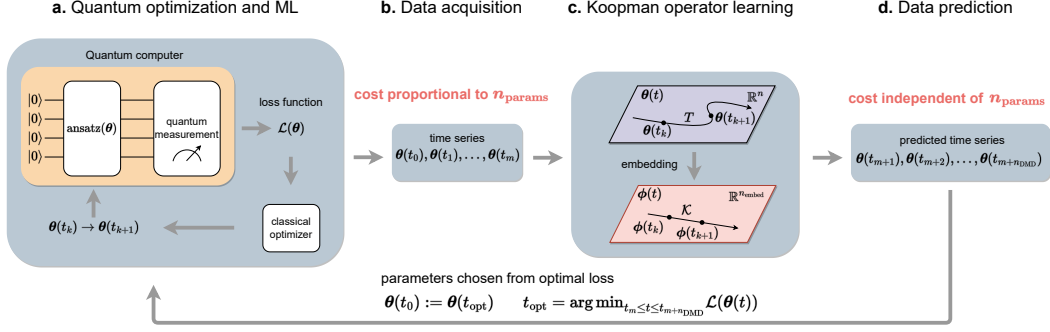 a. Quantum optimization and ML
b. Data acquisition
c. Koopman operator learning
d. Data prediction
Quantum computer
|0⟩
|0⟩
|0⟩
|0⟩
ansatz(θ)
quantum
measurement
loss function
ℒ(θ)
classical
optimizer
θ(t_k) → θ(t_{k+1})
cost proportional to n_params
time series
θ(t_0), θ(t_1), . . . , θ(t_m)
θ(t)
ℝ^n
T
θ(t_k)
θ(t_{k+1})
embedding
ϕ(t)
ℝ^{n_embed}
𝒦
ϕ(t_k)
ϕ(t_{k+1})
cost independent of n_params
predicted time series
θ(t_{m+1}), θ(t_{m+2}), . . . , θ(t_{m+n_DMD})
parameters chosen from optimal loss
θ(t_0) := θ(t_opt) t_opt = arg min_{t_m ≤ t ≤ t_{m+n_DMD}} ℒ(θ(t))